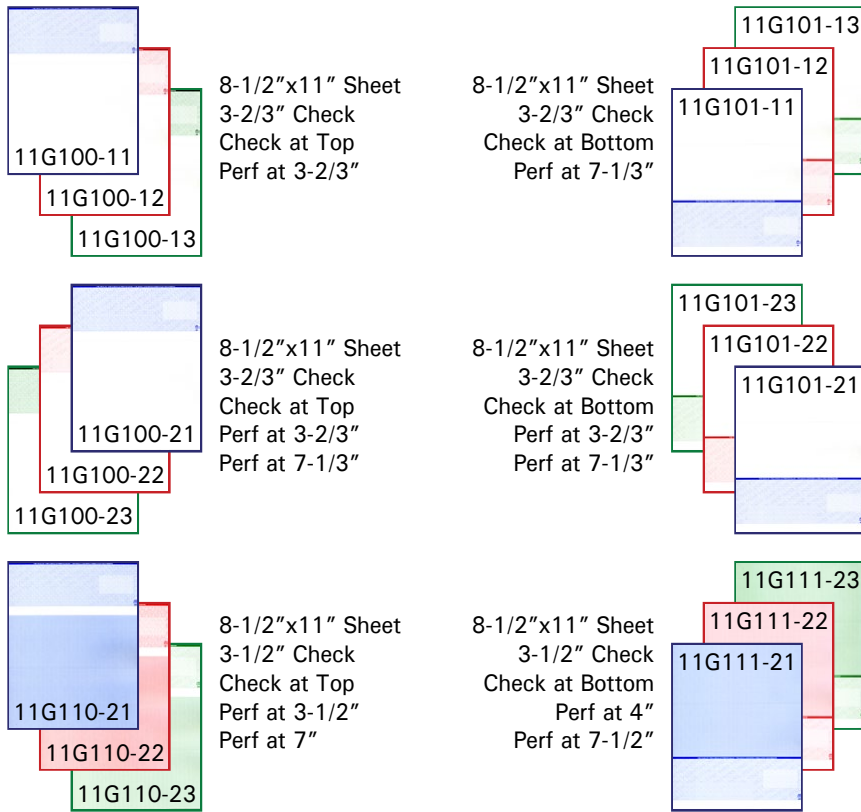 11G100-11
11G100-12
11G100-13
8-1/2”x11” Sheet
3-2/3” Check
Check at Top
Perf at 3-2/3”
11G101-13
11G101-12
11G101-11
8-1/2”x11” Sheet
3-2/3” Check
Check at Bottom
Perf at 7-1/3”
11G100-21
11G100-22
11G100-23
8-1/2”x11” Sheet
3-2/3” Check
Check at Top
Perf at 3-2/3”
Perf at 7-1/3”
11G101-23
11G101-22
11G101-21
8-1/2”x11” Sheet
3-2/3” Check
Check at Bottom
Perf at 3-2/3”
Perf at 7-1/3”
11G110-21
11G110-22
11G110-23
8-1/2”x11” Sheet
3-1/2” Check
Check at Top
Perf at 3-1/2”
Perf at 7”
11G111-23
11G111-22
11G111-21
8-1/2”x11” Sheet
3-1/2” Check
Check at Bottom
Perf at 4”
Perf at 7-1/2”